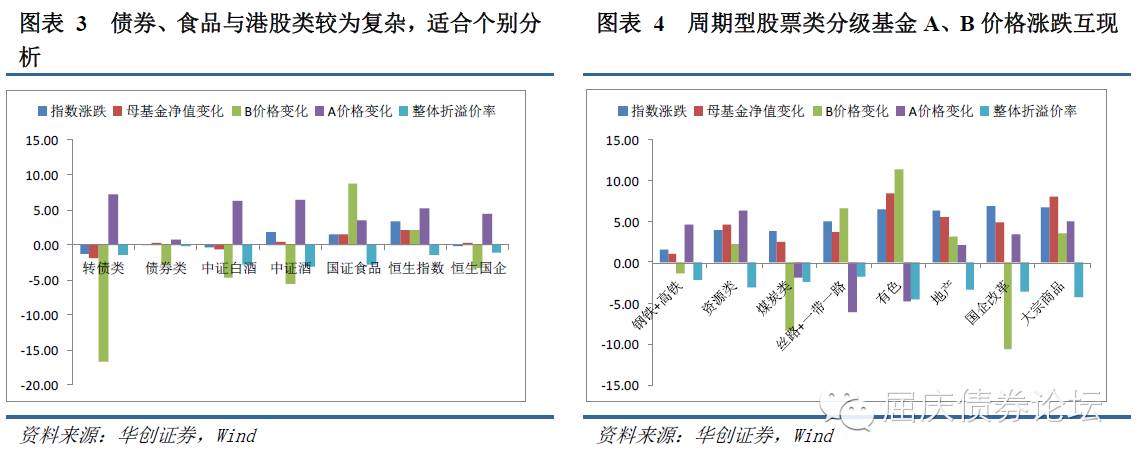 图表 3 债券、食品与港股类较为复杂，适合个别分
析
指数涨跌 母基金净值变化 B价格变化 A价格变化 整体折溢价率
15.00
10.00
5.00
0.00
-5.00
-10.00
-15.00
-20.00
转债类 债券类 中证白酒 中证酒 国证食品 恒生指数 恒生国企
资料来源：华创证券，Wind
图表 4 周期型股票类分级基金 A、B 价格涨跌互现
指数涨跌 母基金净值变化 B价格变化 A价格变化 整体折溢价率
15.00
10.00
5.00
0.00
-5.00
-10.00
-15.00
钢铁+高铁 资源类 煤炭类 丝路+一带一路 有色 地产 国企改革 大宗商品
资料来源：华创证券，Wind
屈庆债券论坛